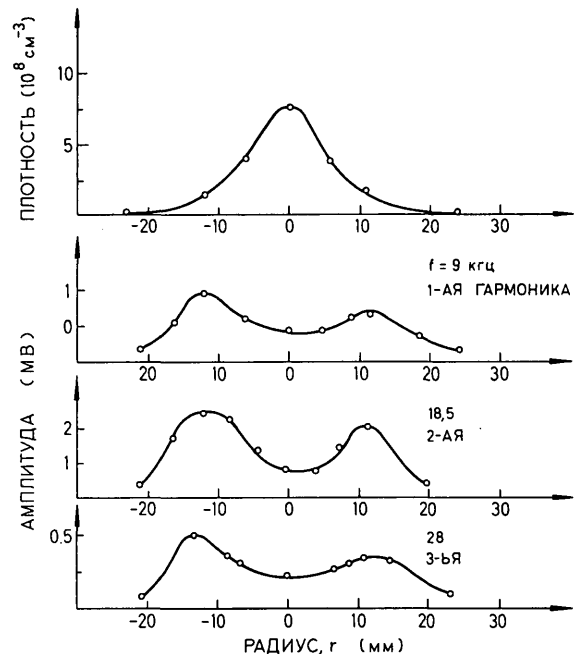 ПЛОТНОСТЬ (10⁸ см⁻³)
10
5
-20 -10 0 10 20 30
f = 9 кгц
1-АЯ ГАРМОНИКА
1
0
20 -10 0 10 20 30
АМПЛИТУДА (МВ)
18,5
2-АЯ
2
1
-20 -10 0 10 20 30
28
3-ЬЯ
0.5
-20 -10 0 10 20 30
РАДИУС, r (мм)